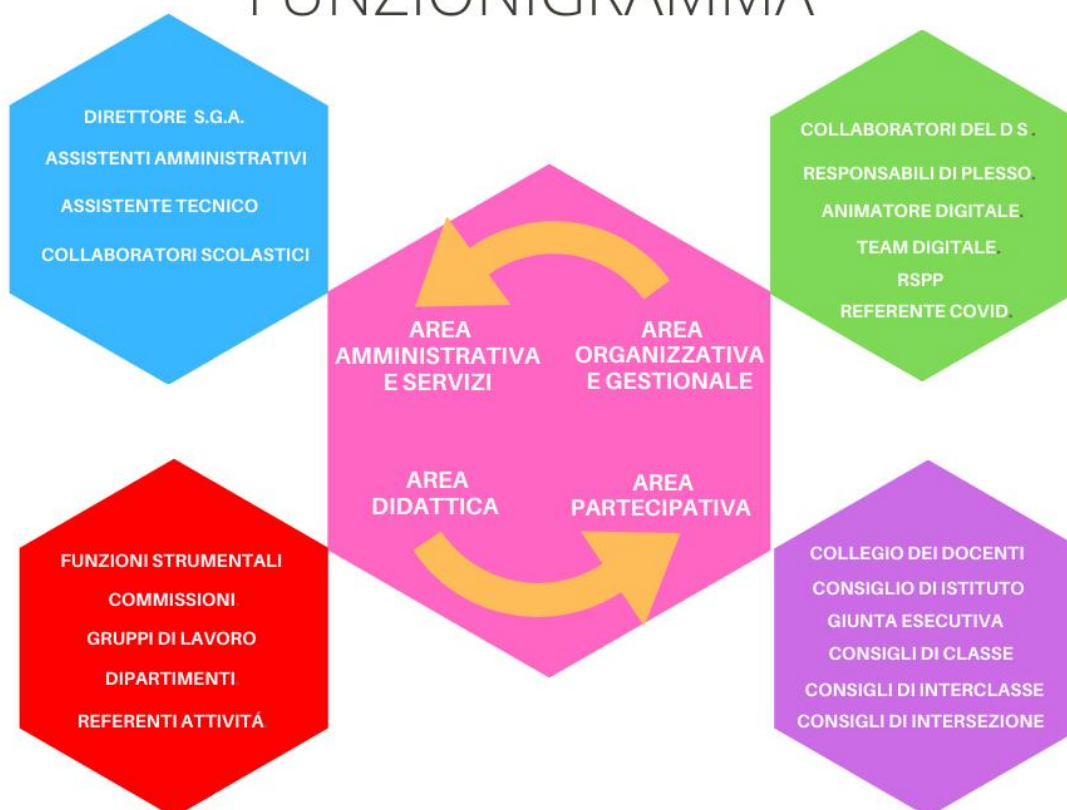 FUNZIONIGRAMMA
DIRETTORE S.G.A.
ASSISTENTI AMMINISTRATIVI
ASSISTENTE TECNICO
COLLABORATORI SCOLASTICI
COLLABORATORI DEL D S.
RESPONSABILI DI PLESSO.
ANIMATORE DIGITALE.
TEAM DIGITALE.
RSPP
REFERENTE COVID.
AREA
AMMINISTRATIVA
E SERVIZI
AREA
ORGANIZZATIVA
E GESTIONALE
AREA
DIDATTICA
AREA
PARTECIPATIVA
FUNZIONI STRUMENTALI
COMMISSIONI
GRUPPI DI LAVORO
DIPARTIMENTI
REFERENTI ATTIVITÁ
COLLEGIO DEI DOCENTI
CONSIGLIO DI ISTITUTO
GIUNTA ESECUTIVA
CONSIGLI DI CLASSE
CONSIGLI DI INTERCLASSE
CONSIGLI DI INTERSEZIONE